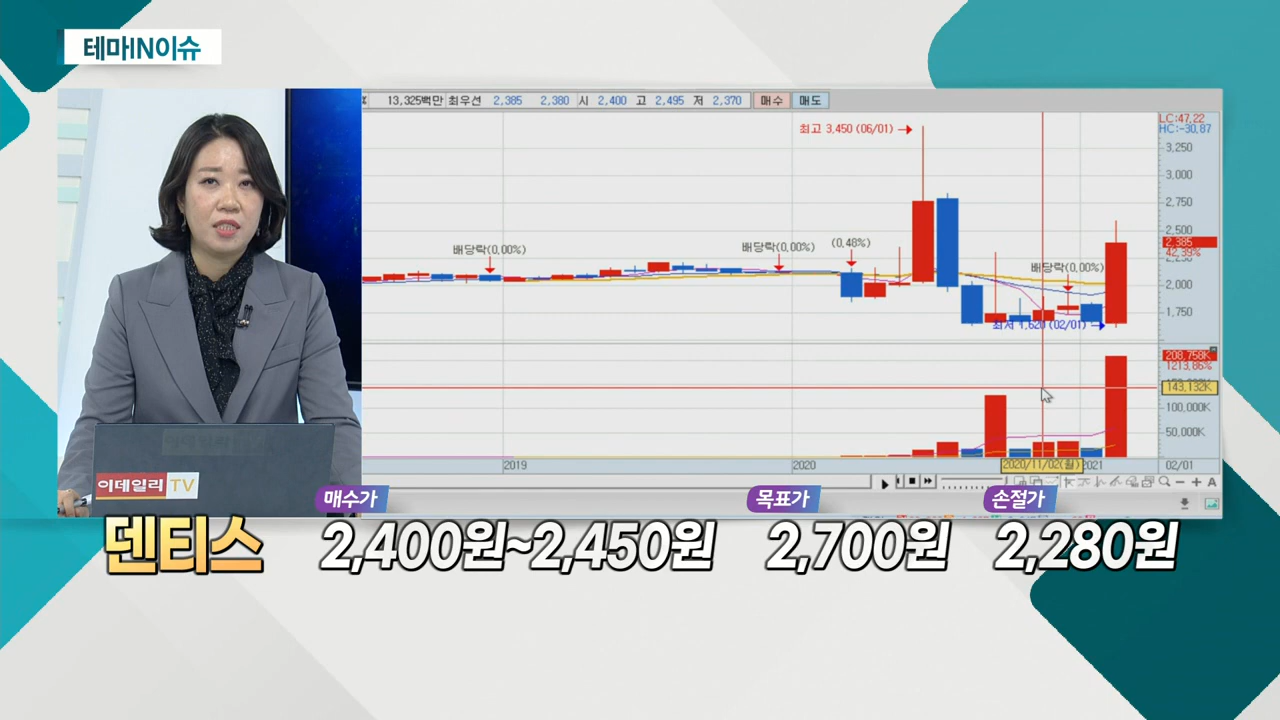 테마IN이슈
13,325백만 최우선 2,385 2,380 시 2,400 고 2,495 저 2,370 매수 매도
최고 3,450 (06/01)
LC:47.22
HC:-30.87
3,250
3,000
2,750
2,500
2,385
42.39%
2,250
2,000
1,750
배당락(0.00%)
배당락(0.00%)
(0.48%)
배당락(0.00%)
최저 1,620 (02/01)
208,758K
1213.86%
143,132K
100,000K
50,000K
2019
2020
2020/11/02(월)
2021
02/01
이데일리 TV
매수가
목표가
손절가
덴티스 2,400원~2,450원 2,700원 2,280원